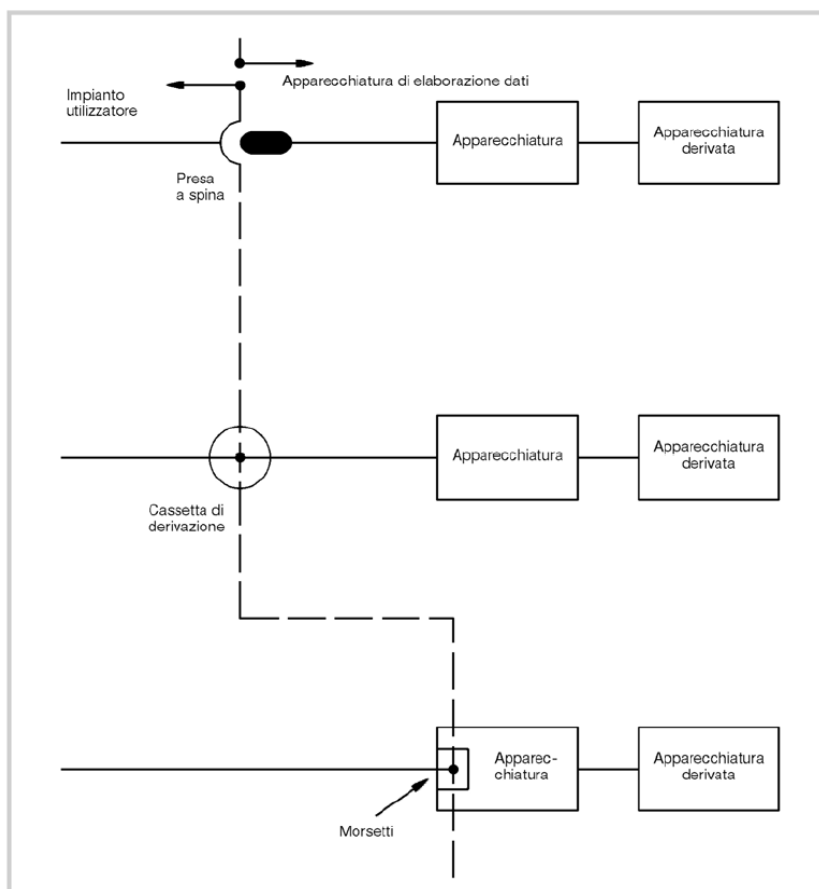 Apparecchiatura di elaborazione dati
Impianto
utilizzatore
Presa
a spina
Apparecchiatura
Apparecchiatura
derivata
Cassetta di
derivazione
Apparecchiatura
Apparecchiatura
derivata
Apparec-
chiatura
Apparecchiatura
derivata
Morsetti